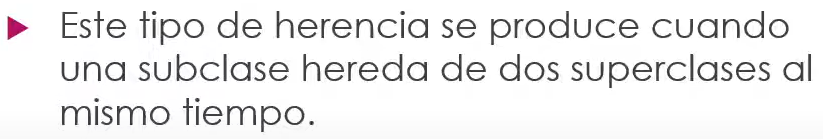 Este tipo de herencia se produce cuando
una subclase hereda de dos superclases al
mismo tiempo.